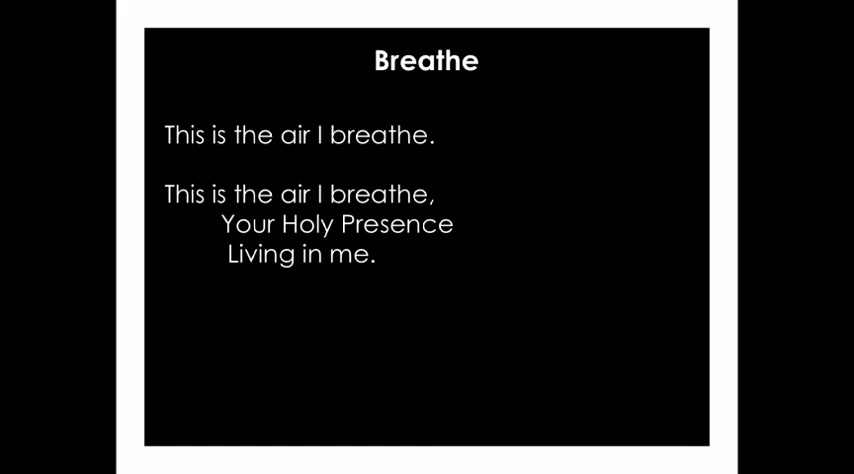 Breathe
This is the air I breathe.
This is the air I breathe,
Your Holy Presence
Living in me.